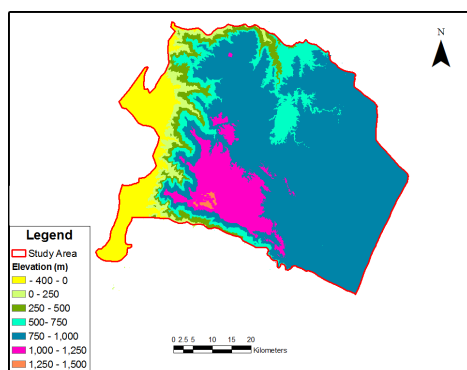 N
Legend
Study Area
Elevation (m)
- 400 - 0
0 - 250
250 - 500
500- 750
750 - 1,000
1,000 - 1,250
1,250 - 1,500
0 2.5 5 10 15 20
Kilometers